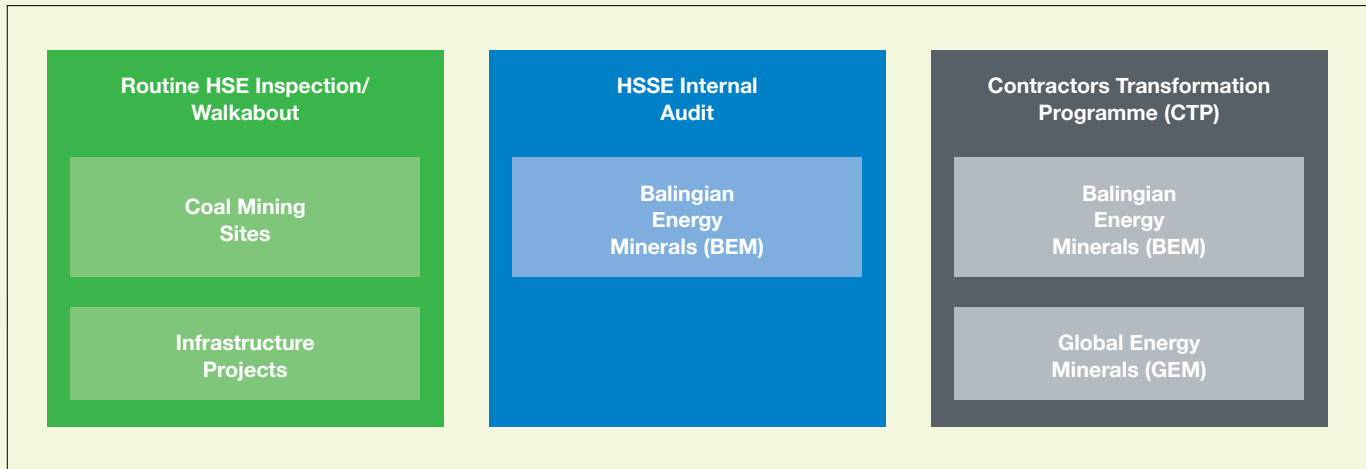 Routine HSE Inspection/
Walkabout
Coal Mining
Sites
Infrastructure
Projects
HSSE Internal
Audit
Balingian
Energy
Minerals (BEM)
Contractors Transformation
Programme (CTP)
Balingian
Energy
Minerals (BEM)
Global Energy
Minerals (GEM)